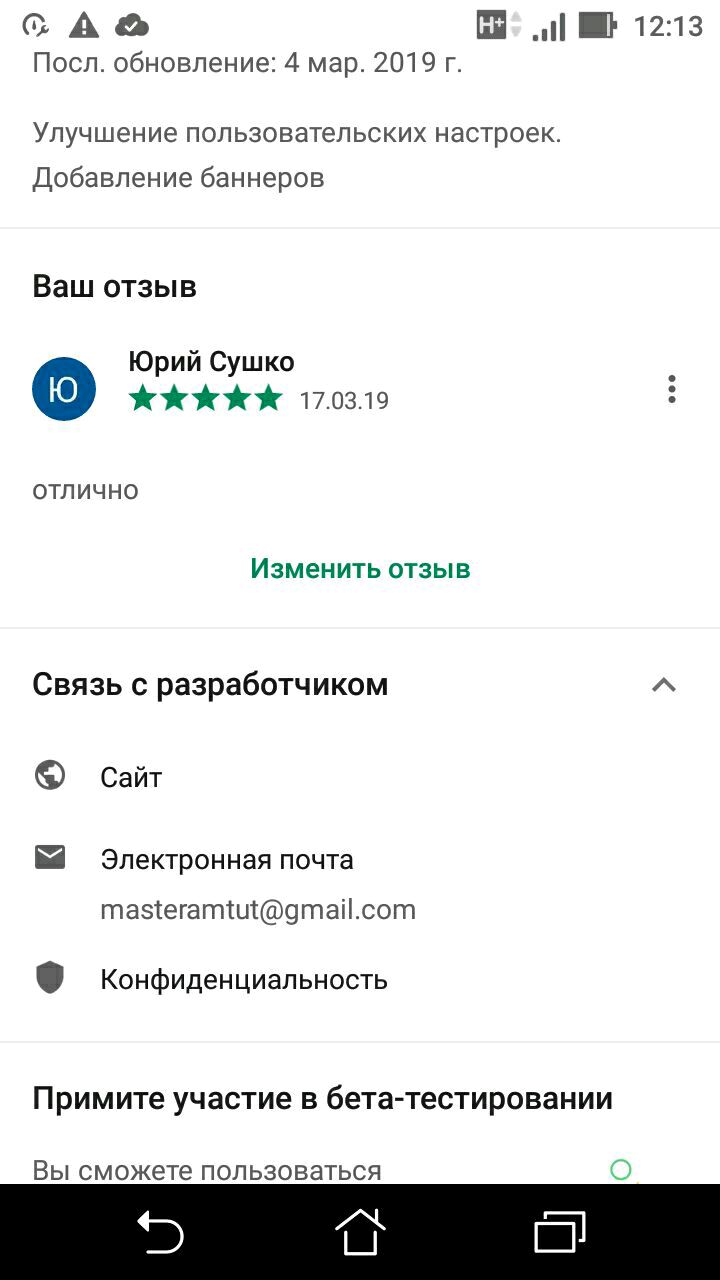 H+ 12:13
Посл. обновление: 4 мар. 2019 г.
Улучшение пользовательских настроек.
Добавление баннеров
Ваш отзыв
Ю
Юрий Сушко
17.03.19
отлично
Изменить отзыв
Связь с разработчиком
Сайт
Электронная почта
masteramtut@gmail.com
Конфиденциальность
Примите участие в бета-тестировании
Вы сможете пользоваться